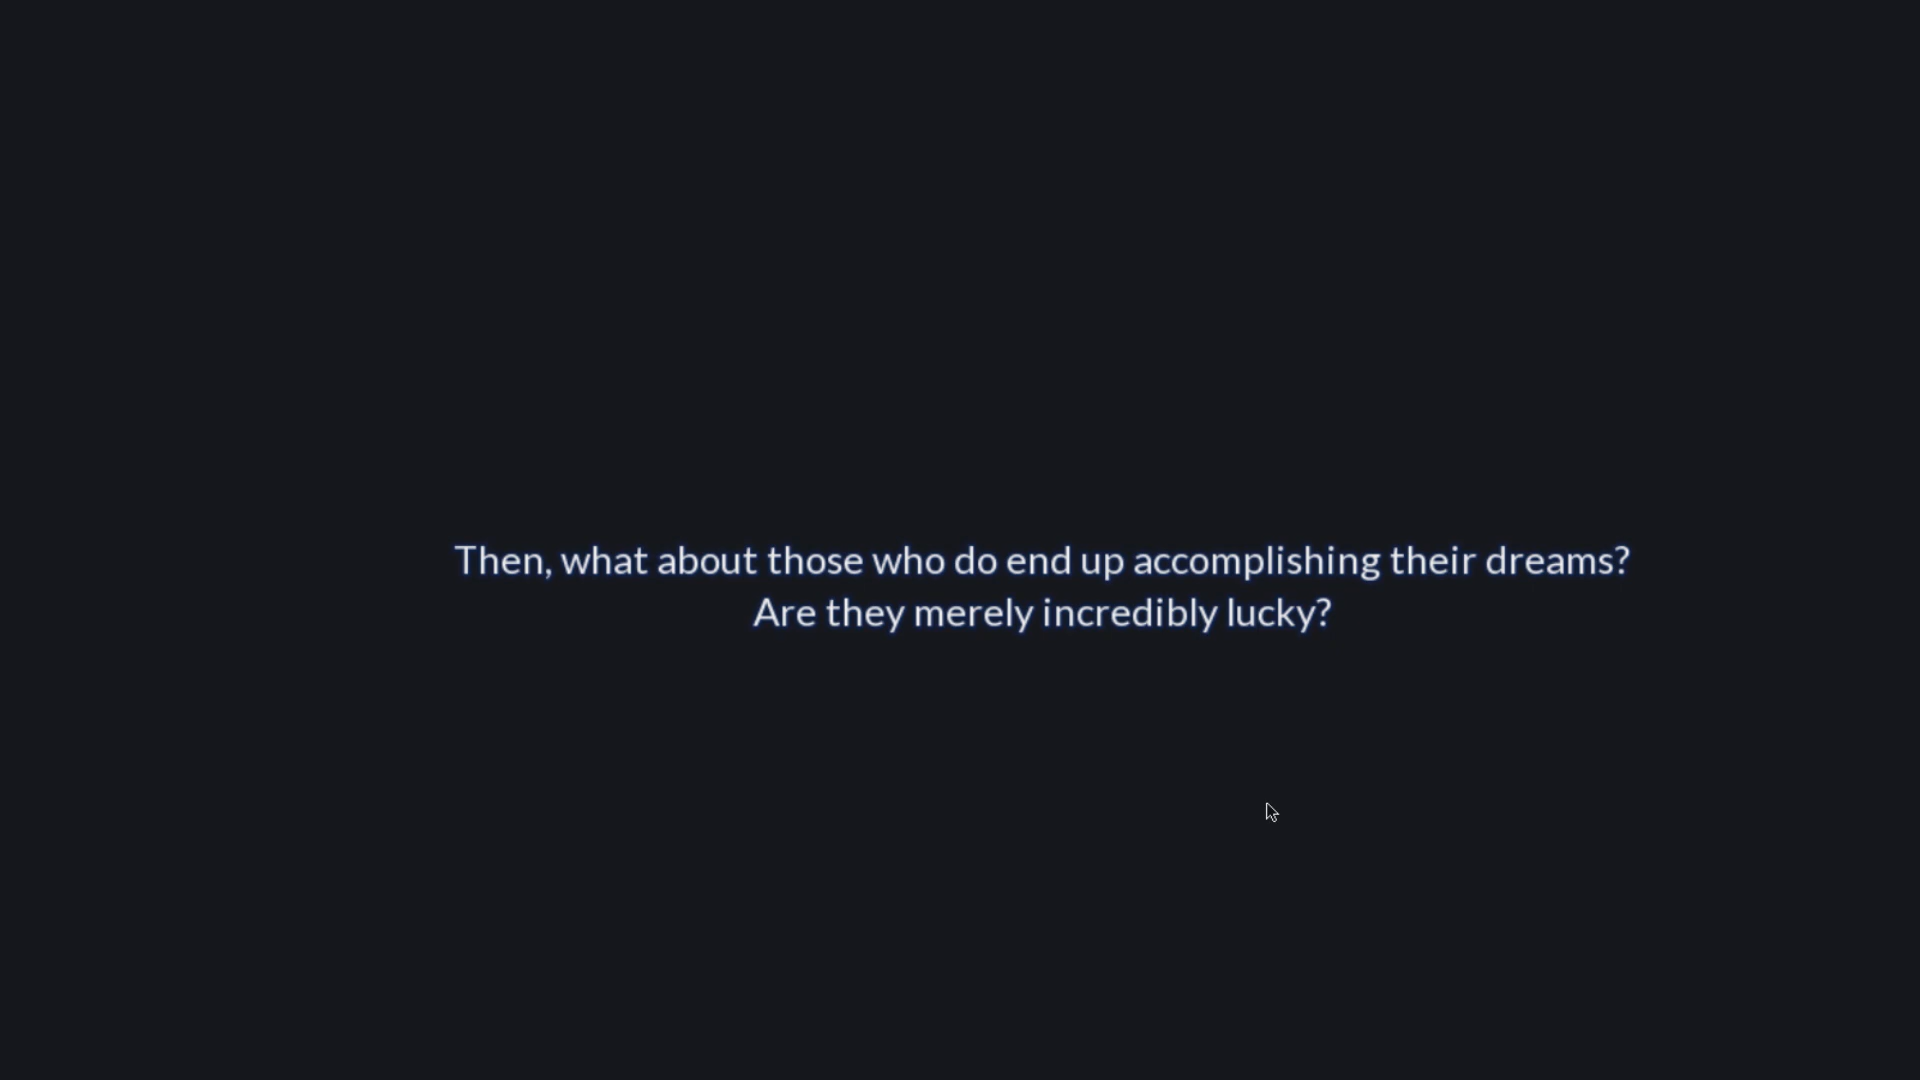 Then, what about those who do end up accomplishing their dreams?
Are they merely incredibly lucky?